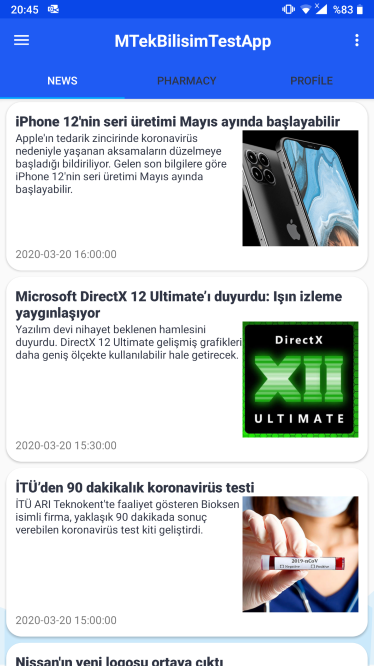 20:45
%83
MTekBilisimTestApp
NEWS
PHARMACY
PROFİLE
iPhone 12'nin seri üretimi Mayıs ayında başlayabilir
Apple'ın tedarik zincirinde koronavirüs
nedeniyle yaşanan aksamaların düzelmeye
başladığı bildiriliyor. Gelen son bilgilere göre
iPhone 12'nin seri üretimi Mayıs ayında
başlayabilir.
2020-03-20 16:00:00
Microsoft DirectX 12 Ultimate'ı duyurdu: Işın izleme
yaygınlaşıyor
Yazılım devi nihayet beklenen hamlesini
duyurdu. DirectX 12 Ultimate gelişmiş grafikleri
daha geniş ölçekte kullanılabilir hale getirecek.
DirectX
XII
ULTIMATE
2020-03-20 15:30:00
İTÜ'den 90 dakikalık koronavirüs testi
İTÜ ARI Teknokent'te faaliyet gösteren Bioksen
isimli firma, yaklaşık 90 dakikada sonuç
verebilen koronavirüs test kiti geliştirdi.
2019-nCoV
Negative
Positive
2020-03-20 15:00:00
Nissan'ın yeni logosu ortaya çıktı